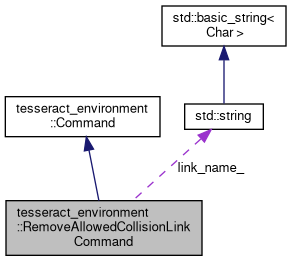 std::basic_string<
Char >
tesseract_environment
::Command
std::string
link_name_
tesseract_environment
::RemoveAllowedCollisionLink
Command